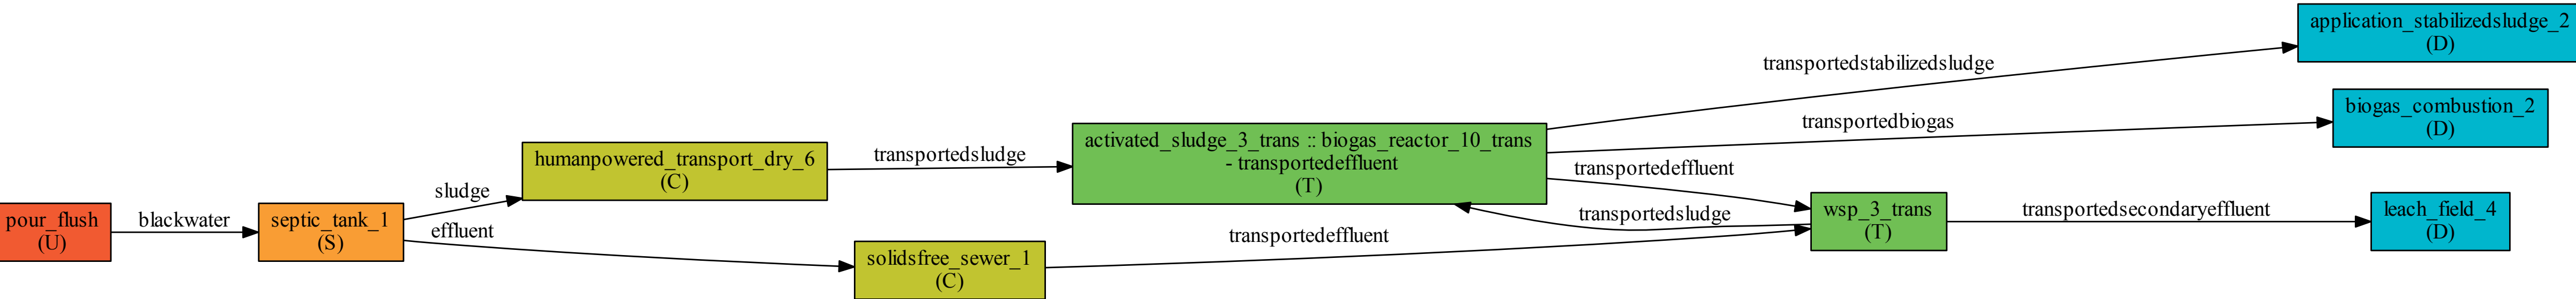 pour_flush
(U)
blackwater
septic_tank_1
(S)
sludge
effluent
humanpowered_transport_dry_6
(C)
solidsfree_sewer_1
(C)
transportedsludge
transportedeffluent
activated_sludge_3_trans :: biogas_reactor_10_trans
- transportedeffluent
(T)
transportedstabilizedsludge
transportedbiogas
transportedeffluent
transportedsludge
wsp_3_trans
(T)
transportedsecondaryeffluent
application_stabilizedsludge_2
(D)
biogas_combustion_2
(D)
leach_field_4
(D)